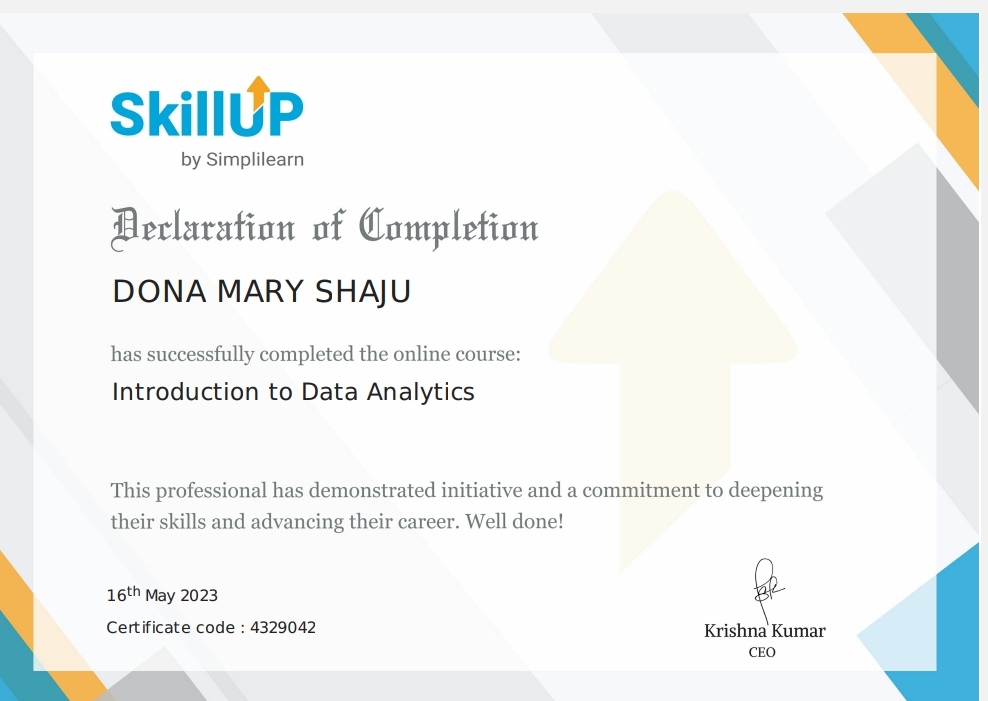 SkillUP
by Simplilearn
Declaration of Completion
DONA MARY SHAJU
has successfully completed the online course:
Introduction to Data Analytics
This professional has demonstrated initiative and a commitment to deepening
their skills and advancing their career. Well done!
16th May 2023
Certificate code : 4329042
Krishna Kumar
CEO